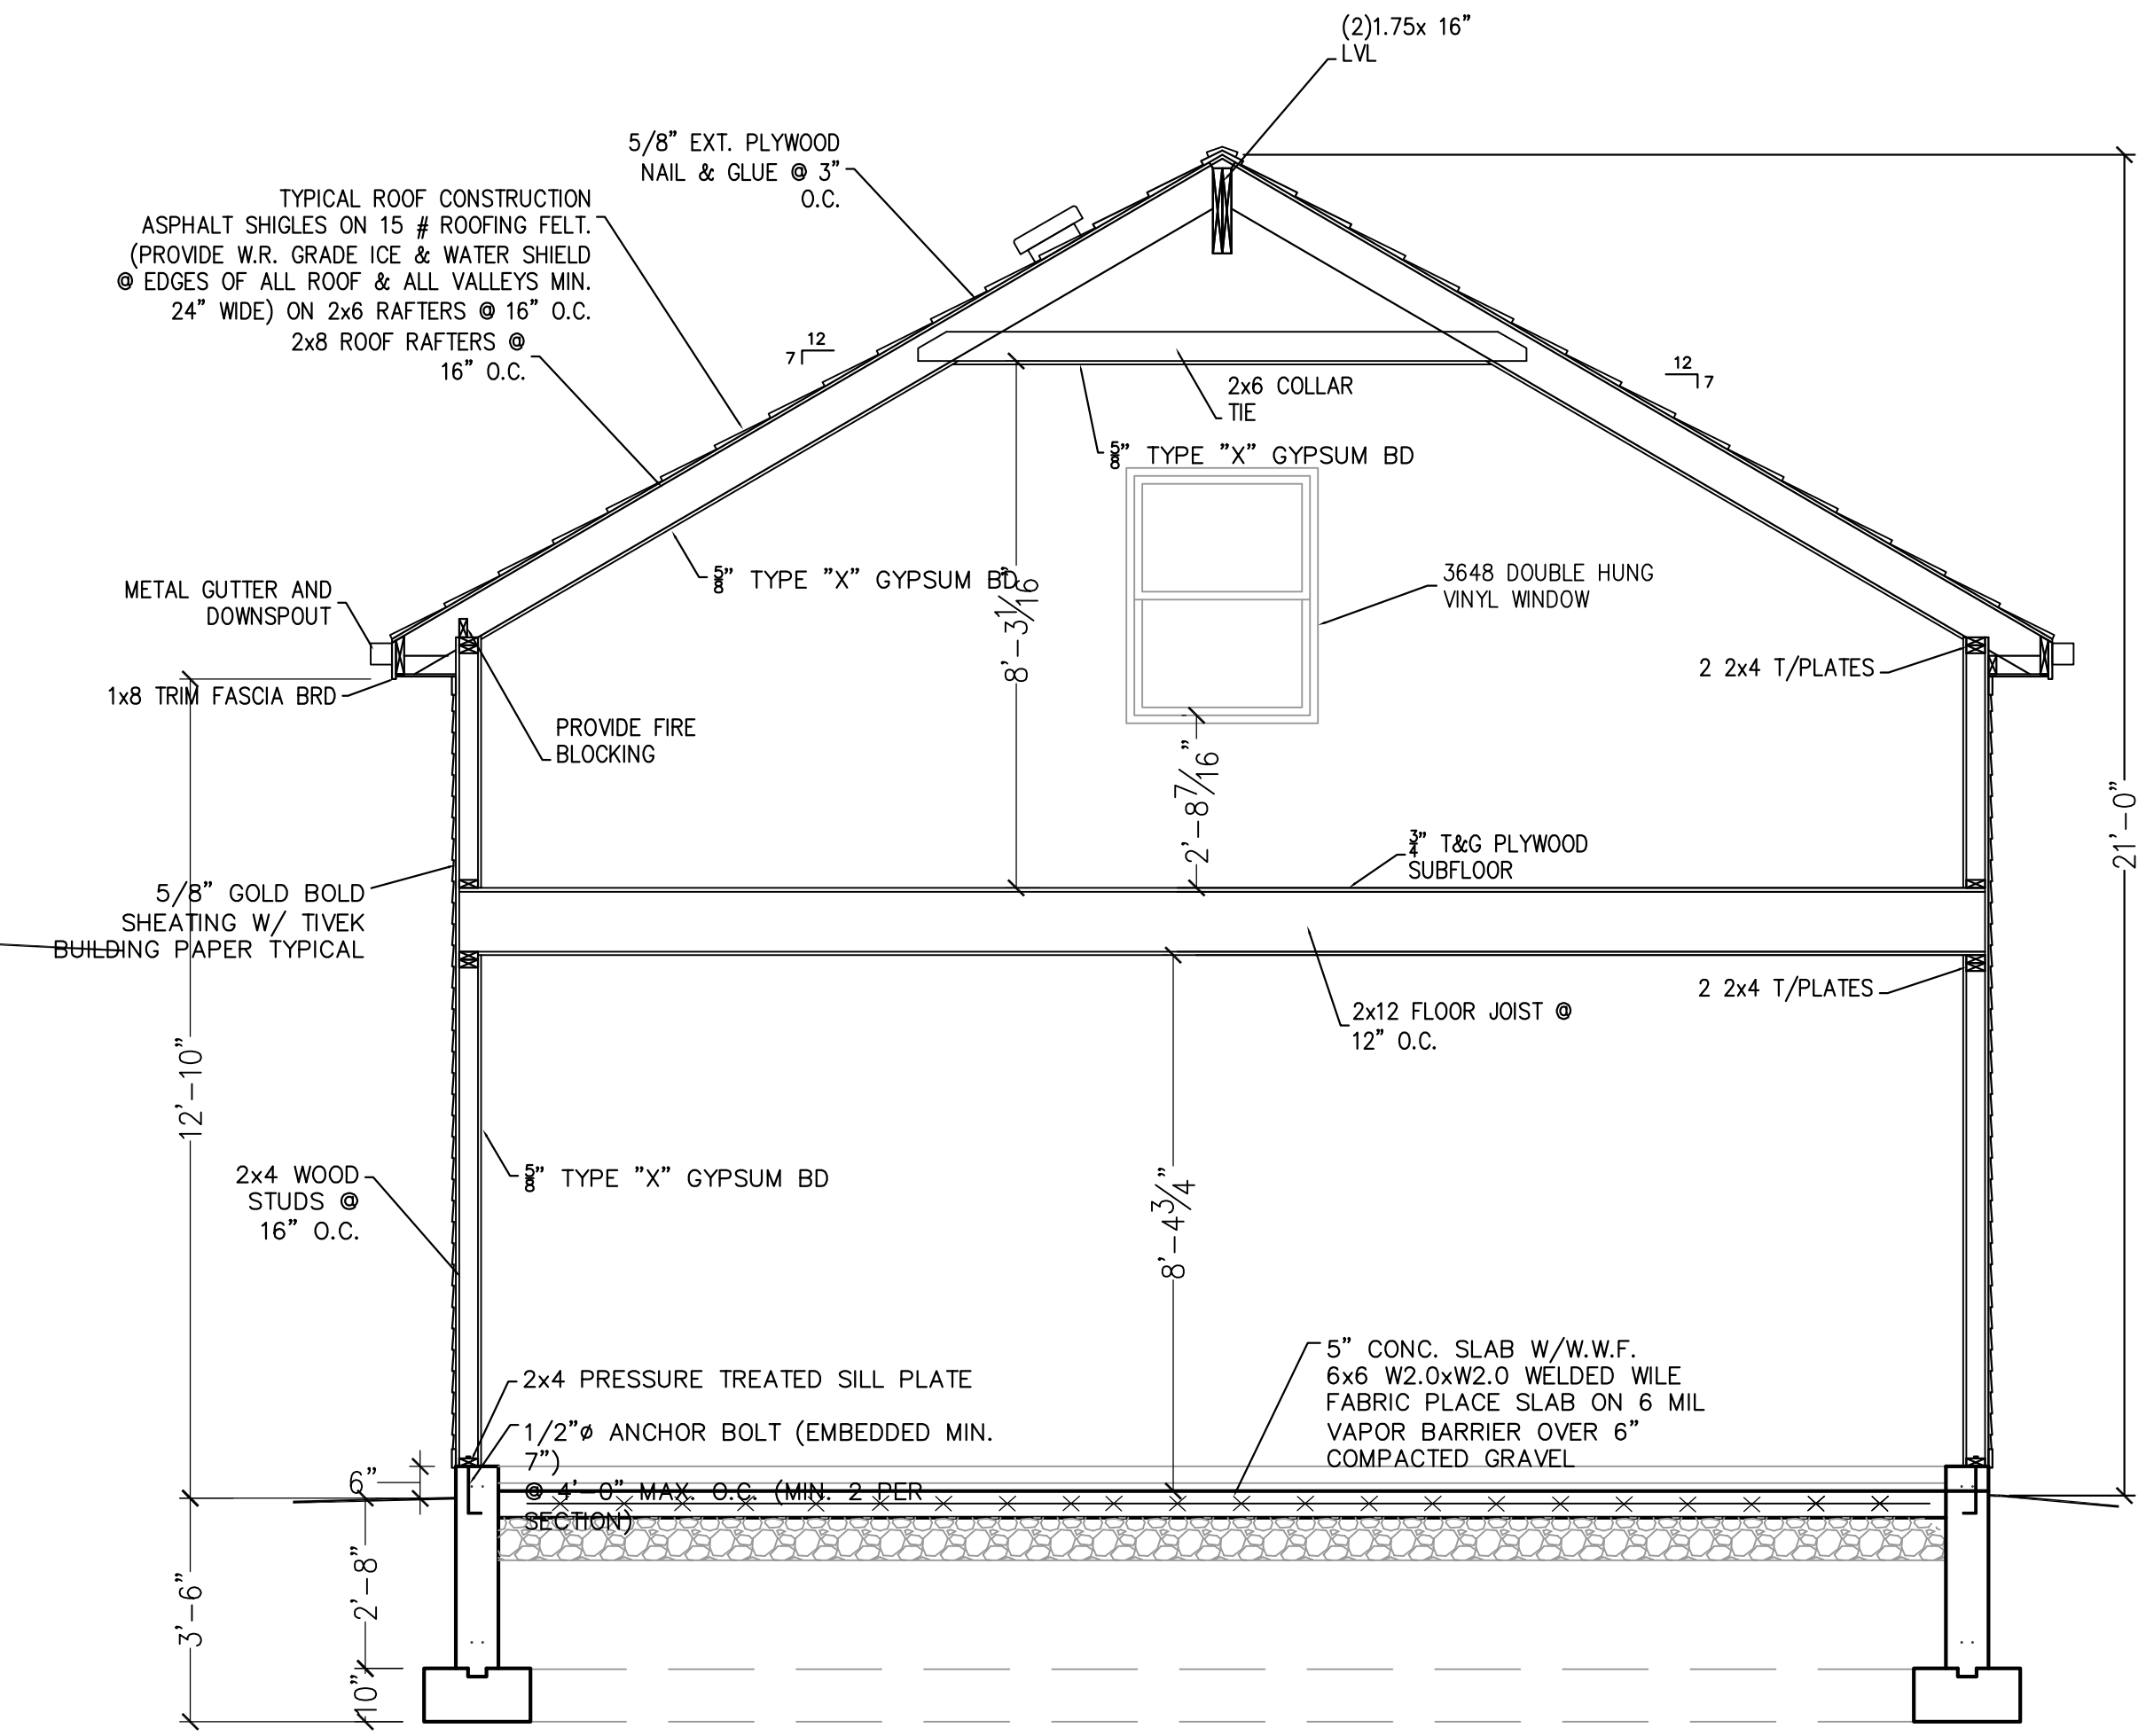 (2)1.75x 16"
LVL
5/8" EXT. PLYWOOD
NAIL & GLUE @ 3"
O.C.
TYPICAL ROOF CONSTRUCTION
ASPHALT SHIGLES ON 15 # ROOFING FELT.
(PROVIDE W.R. GRADE ICE & WATER SHIELD
@ EDGES OF ALL ROOF & ALL VALLEYS MIN.
24" WIDE) ON 2x6 RAFTERS @ 16" O.C.
2x8 ROOF RAFTERS @
16" O.C.
12
7
12
7
2x6 COLLAR
TIE
5/8" TYPE "X" GYPSUM BD
5/8" TYPE "X" GYPSUM BD
8'-3 1/16"
3648 DOUBLE HUNG
VINYL WINDOW
METAL GUTTER AND
DOWNSPOUT
1x8 TRIM FASCIA BRD
2 2x4 T/PLATES
PROVIDE FIRE
BLOCKING
2'-8 7/16"
21'-0"
3/4" T&G PLYWOOD
SUBFLOOR
5/8" GOLD BOLD
SHEATING W/ TIVEK
BUILDING PAPER TYPICAL
2 2x4 T/PLATES
2x12 FLOOR JOIST @
12" O.C.
12'-10"
2x4 WOOD
STUDS @
16" O.C.
5/8" TYPE "X" GYPSUM BD
8'-4 3/4"
2x4 PRESSURE TREATED SILL PLATE
1/2"ø ANCHOR BOLT (EMBEDDED MIN.
7")
@ 4'-0" MAX. O.C. (MIN. 2 PER
SECTION)
5" CONC. SLAB W/W.W.F.
6x6 W2.0xW2.0 WELDED WILE
FABRIC PLACE SLAB ON 6 MIL
VAPOR BARRIER OVER 6"
COMPACTED GRAVEL
6"
3'-6"
2'-8"
10"